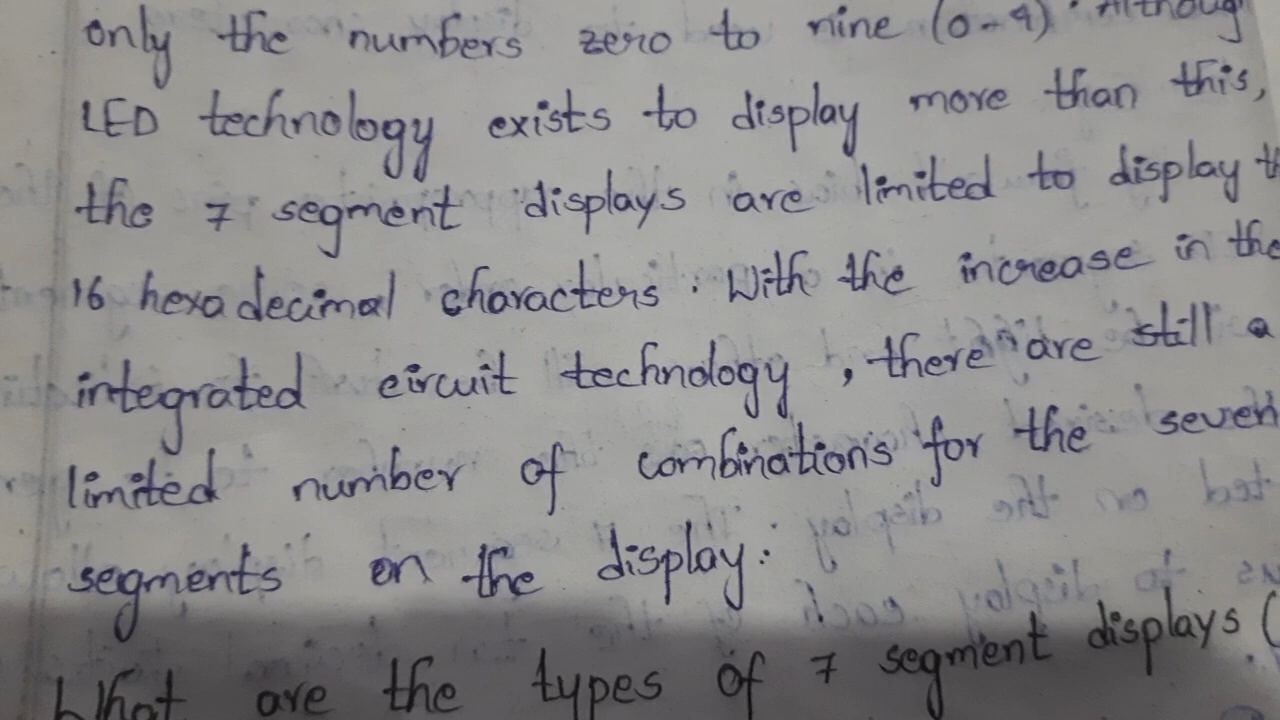 only the numbers zero to nine (0-9). Althoug
LED technology exists to display more than this,
the 7 segment displays are limited to display
16 hexadecimal characters. With the increase in the
integrated circuit technology, there are still a
limited number of combinations for the seven
segments on the display.
What are the types of 7 segment displays (